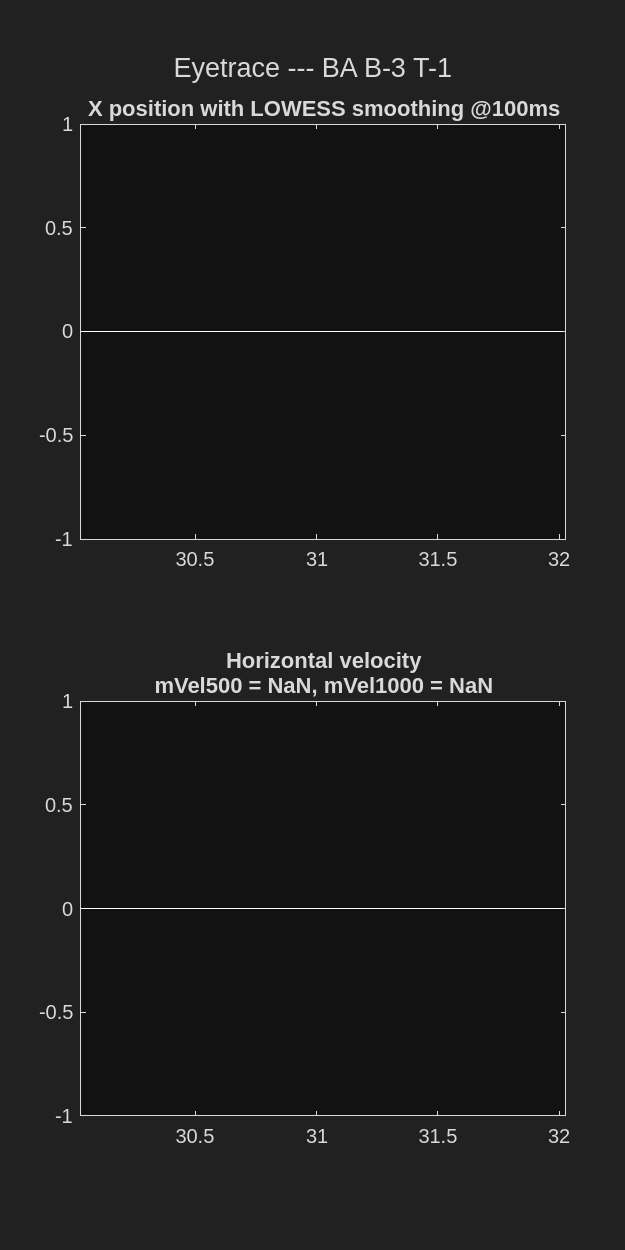 Eyetrace --- BA B-3 T-1
X position with LOWESS smoothing @100ms
1
0.5
0
-0.5
-1
30.5 31 31.5 32
Horizontal velocity
mVel500 = NaN, mVel1000 = NaN
1
0.5
0
-0.5
-1
30.5 31 31.5 32